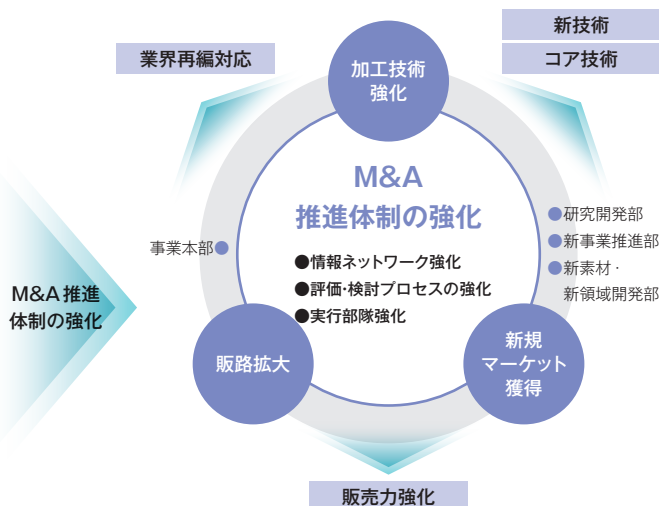 新技術
業界再編対応
コア技術
加工技術
強化
M&A
推進体制の強化
●情報ネットワーク強化
●評価・検討プロセスの強化
●実行部隊強化
事業本部●
●研究開発部
●新事業推進部
●新素材・
新領域開発部
M&A推進
体制の強化
販路拡大
新規
マーケット
獲得
販売力強化